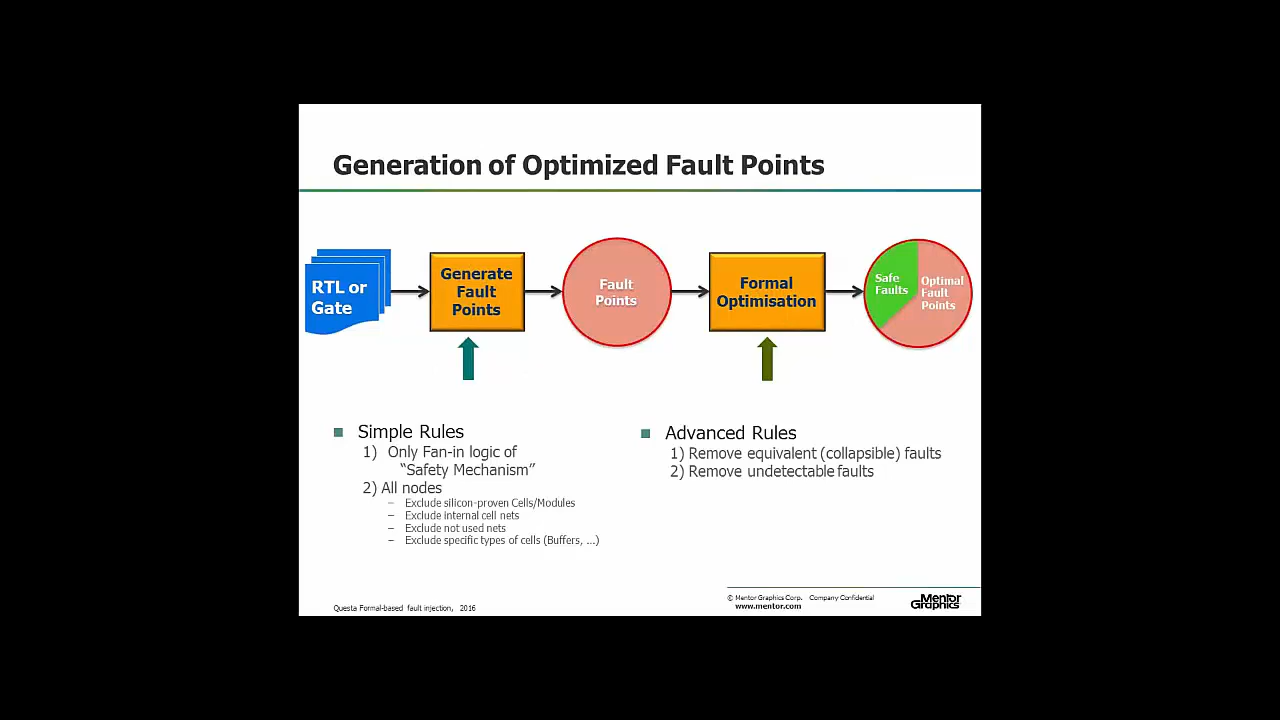 Generation of Optimized Fault Points
RTL or
Gate
Generate
Fault
Points
Fault
Points
Formal
Optimisation
Safe
Faults
Optimal
Fault
Points
Simple Rules
1) Only Fan-in logic of
“Safety Mechanism”
2) All nodes
– Exclude silicon-proven Cells/Modules
– Exclude internal cell nets
– Exclude not used nets
– Exclude specific types of cells (Buffers, ...)
Advanced Rules
1) Remove equivalent (collapsible) faults
2) Remove undetectable faults
Questa Formal-based fault injection, 2016
© Mentor Graphics Corp. Company Confidential
www.mentor.com
Mentor
Graphics